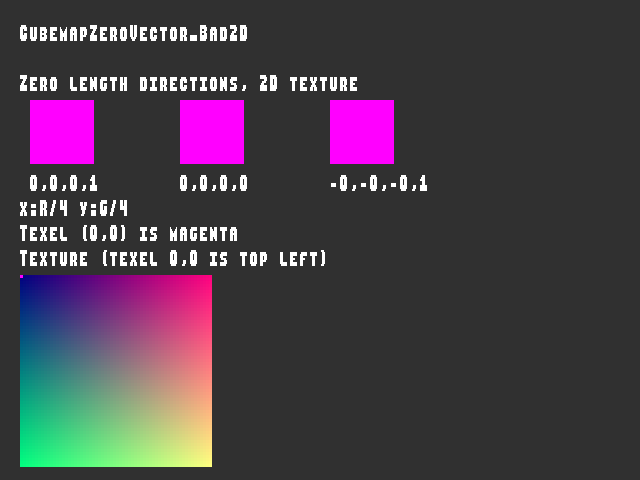 CubemapZeroVector_Bad2D
Zero length directions, 2D texture
0,0,0,1 0,0,0,0 -0,-0,-0,1
x:R/4 y:G/4
Texel (0,0) is magenta
Texture (texel 0,0 is top left)